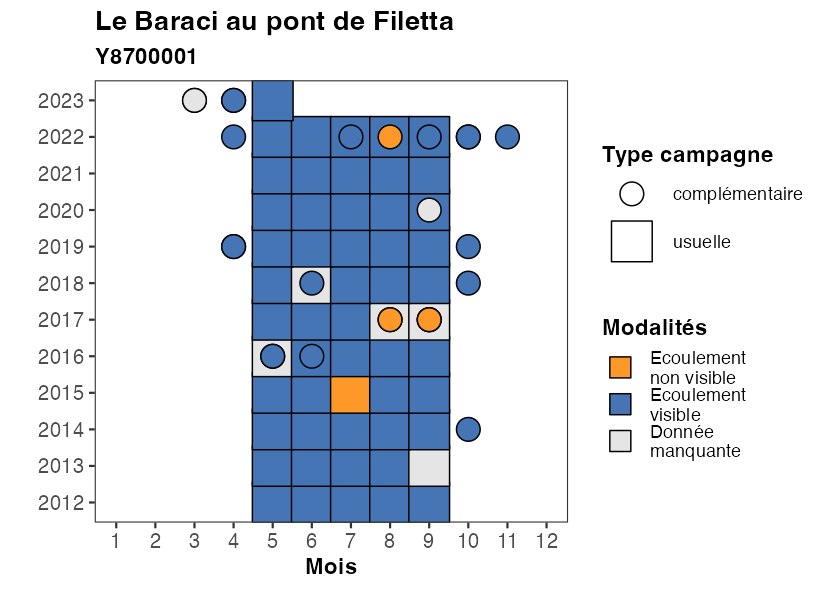 Le Baraci au pont de Filetta
Y8700001
2023
2022
2021
2020
2019
2018
2017
2016
2015
2014
2013
2012
1 2 3 4 5 6 7 8 9 10 11 12
Mois
Type campagne
complémentaire
usuelle
Modalités
Ecoulement
non visible
Ecoulement
visible
Donnée
manquante